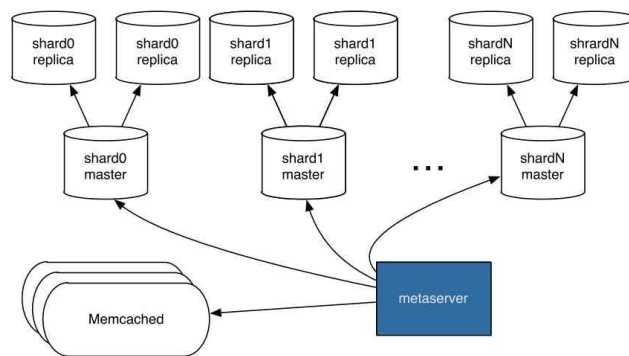 shard0
replica
shard0
replica
shard1
replica
shard1
replica
shardN
replica
shrardN
replica
shard0
master
shard1
master
...
shardN
master
metaserver
Memcached